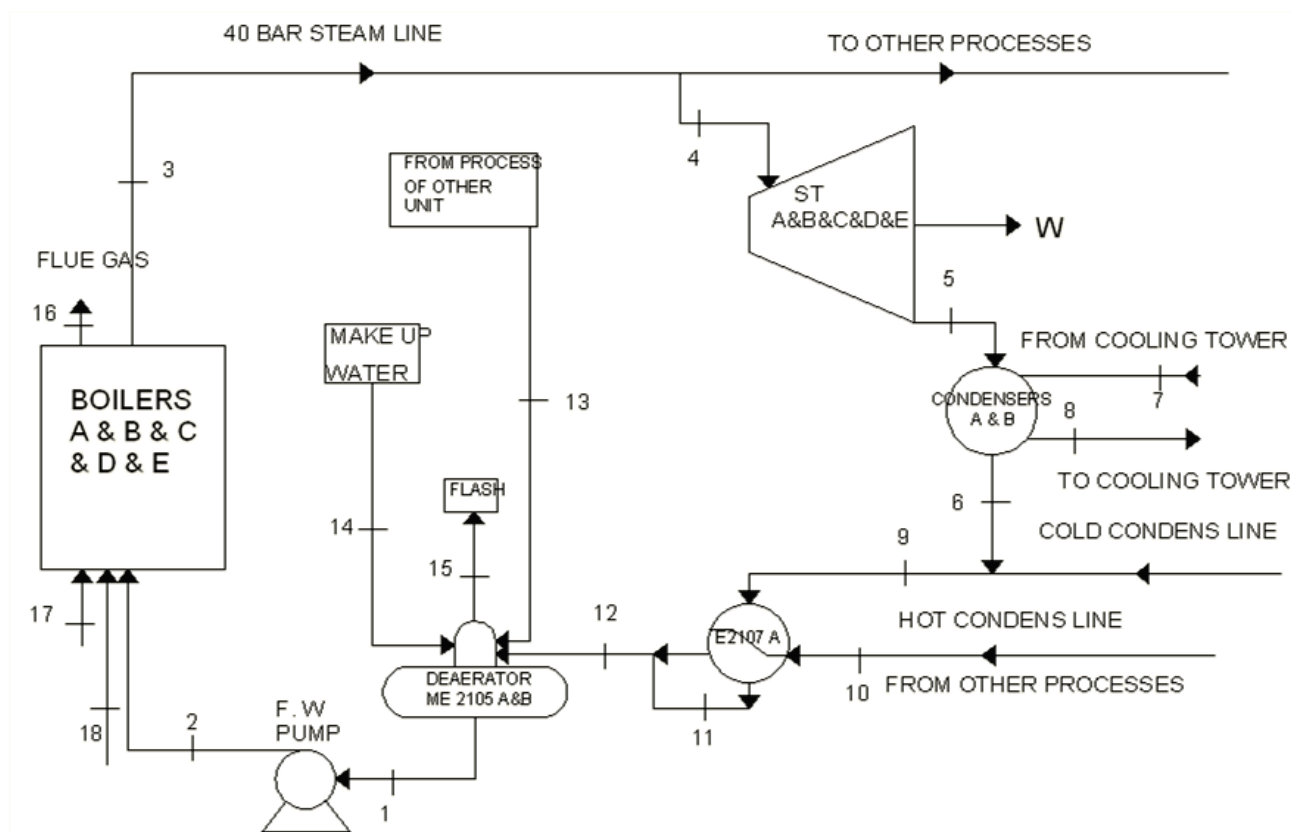 40 BAR STEAM LINE
TO OTHER PROCESSES
3
4
FROM PROCESS
OF OTHER
UNIT
ST
A&B&C&D&E
W
FLUE GAS
16
5
MAKE UP
WATER
FROM COOLING TOWER
7
CONDENSERS
A & B
8
TO COOLING TOWER
BOILERS
A & B & C
& D & E
13
FLASH
14
15
6
9
COLD CONDENS LINE
17
12
E2107 A
HOT CONDENS LINE
10
FROM OTHER PROCESSES
DEAERATOR
ME 2105 A&B
11
18
2
F. W
PUMP
1